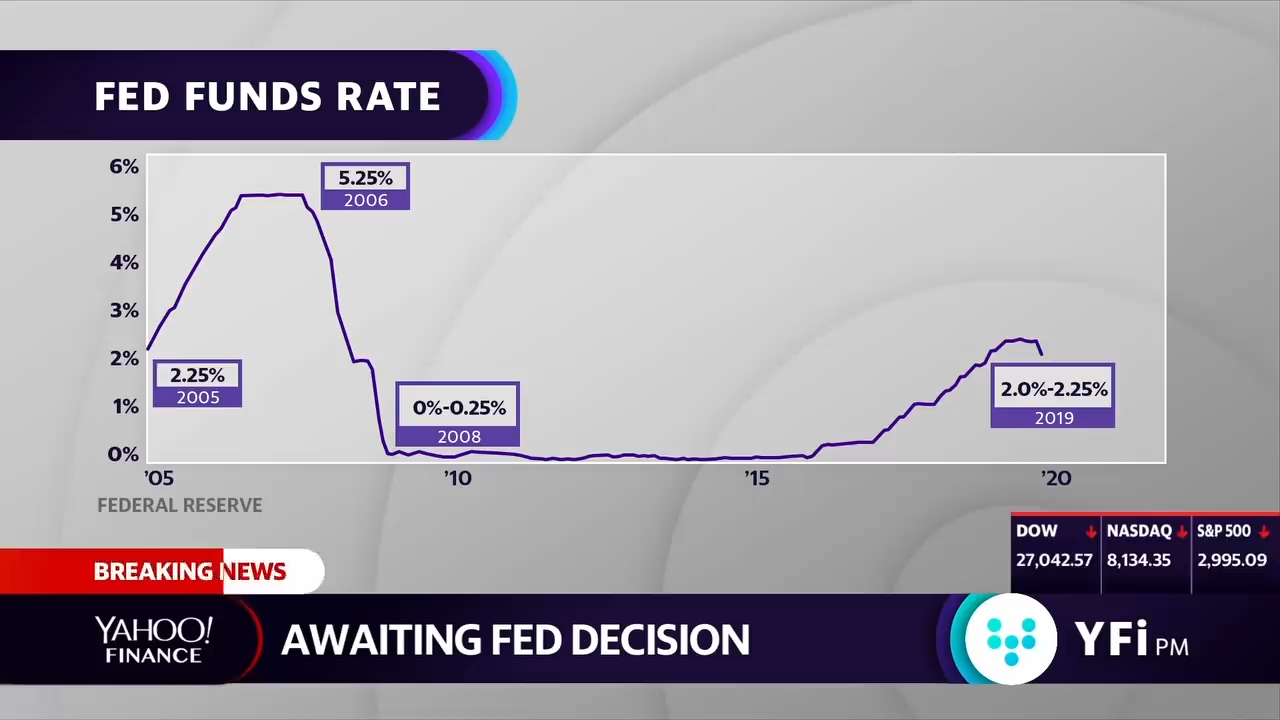 FED FUNDS RATE
6%
5%
4%
3%
2%
1%
0%
5.25%
2006
2.25%
2005
0%-0.25%
2008
2.0%-2.25%
2019
’05 ’10 ’15 ’20
FEDERAL RESERVE
DOW NASDAQ S&P 500
27,042.57 8,134.35 2,995.09
BREAKING NEWS
YAHOO!
FINANCE
AWAITING FED DECISION
YFi PM